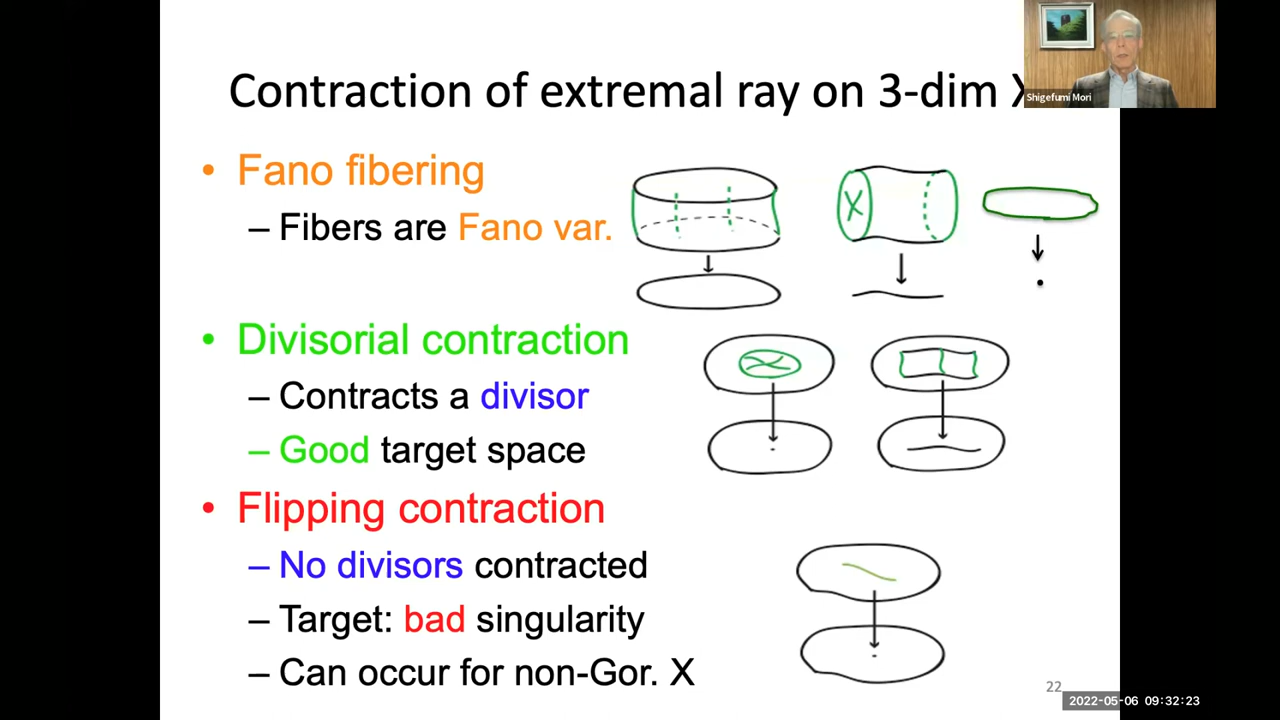 Contraction of extremal ray on 3-dim X
Shigefumi Mori
• Fano fibering
– Fibers are Fano var.
X
• Divisorial contraction
– Contracts a divisor
– Good target space
• Flipping contraction
– No divisors contracted
– Target: bad singularity
– Can occur for non-Gor. X
22
2022-05-06 09:32:23